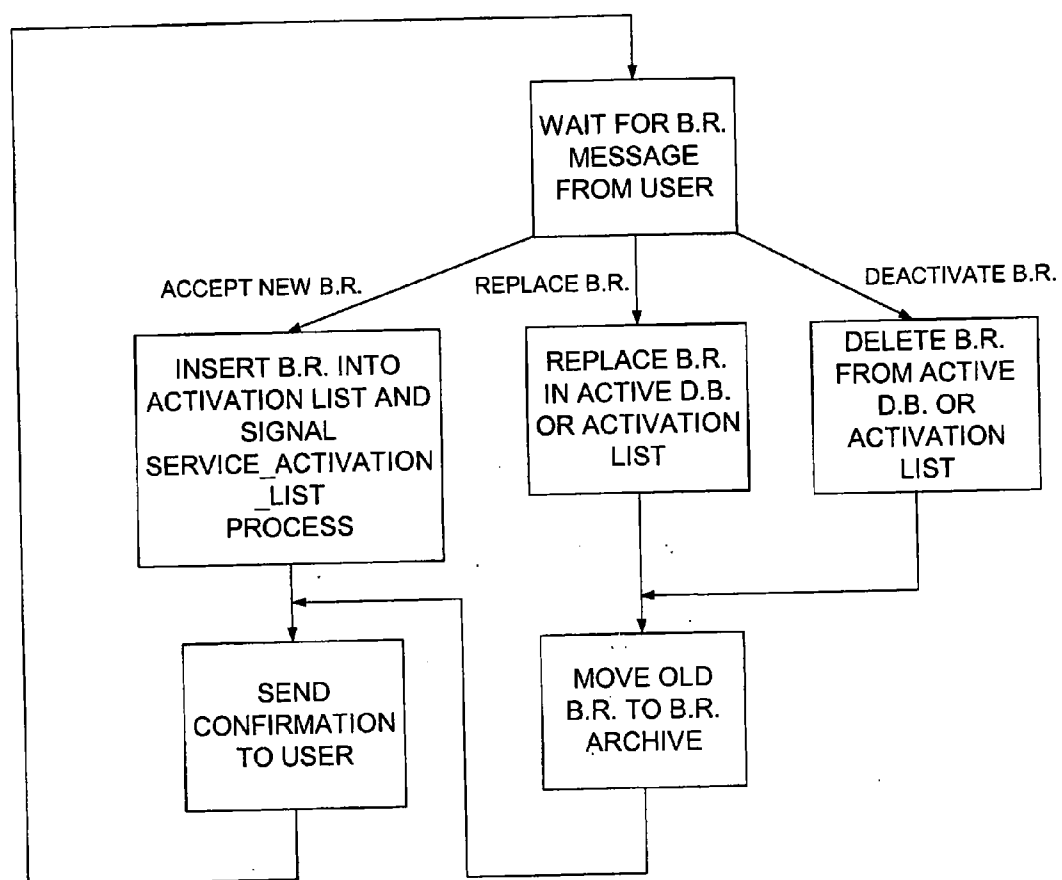 WAIT FOR B.R.
MESSAGE
FROM USER
ACCEPT NEW B.R.
REPLACE B.R.
DEACTIVATE B.R.
INSERT B.R. INTO
ACTIVATION LIST AND
SIGNAL
SERVICE_ACTIVATION
_LIST
PROCESS
REPLACE B.R.
IN ACTIVE D.B.
OR ACTIVATION
LIST
DELETE B.R.
FROM ACTIVE
D.B. OR
ACTIVATION
LIST
SEND
CONFIRMATION
TO USER
MOVE OLD
B.R. TO B.R.
ARCHIVE